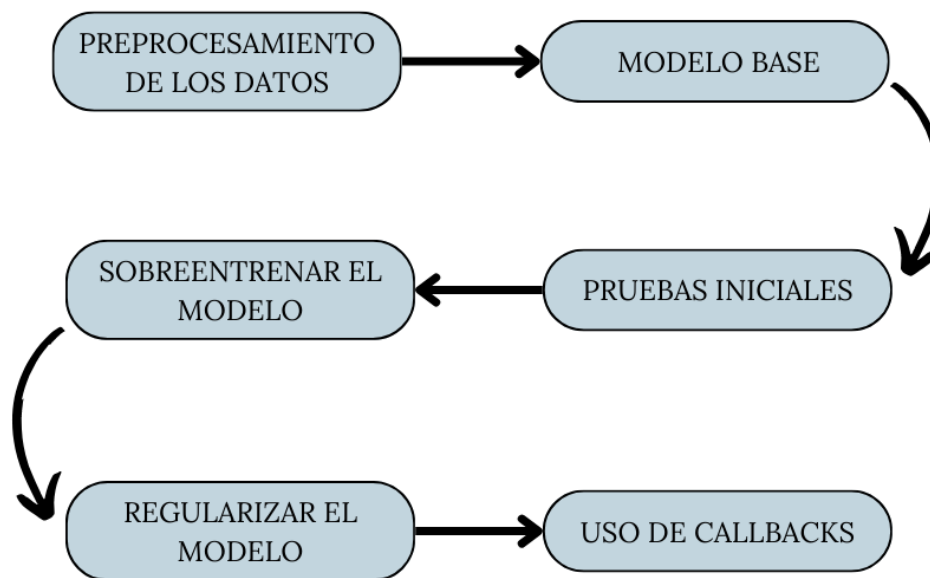 PREPROCESAMIENTO
DE LOS DATOS
MODELO BASE
PRUEBAS INICIALES
SOBREENTRENAR EL
MODELO
REGULARIZAR EL
MODELO
USO DE CALLBACKS